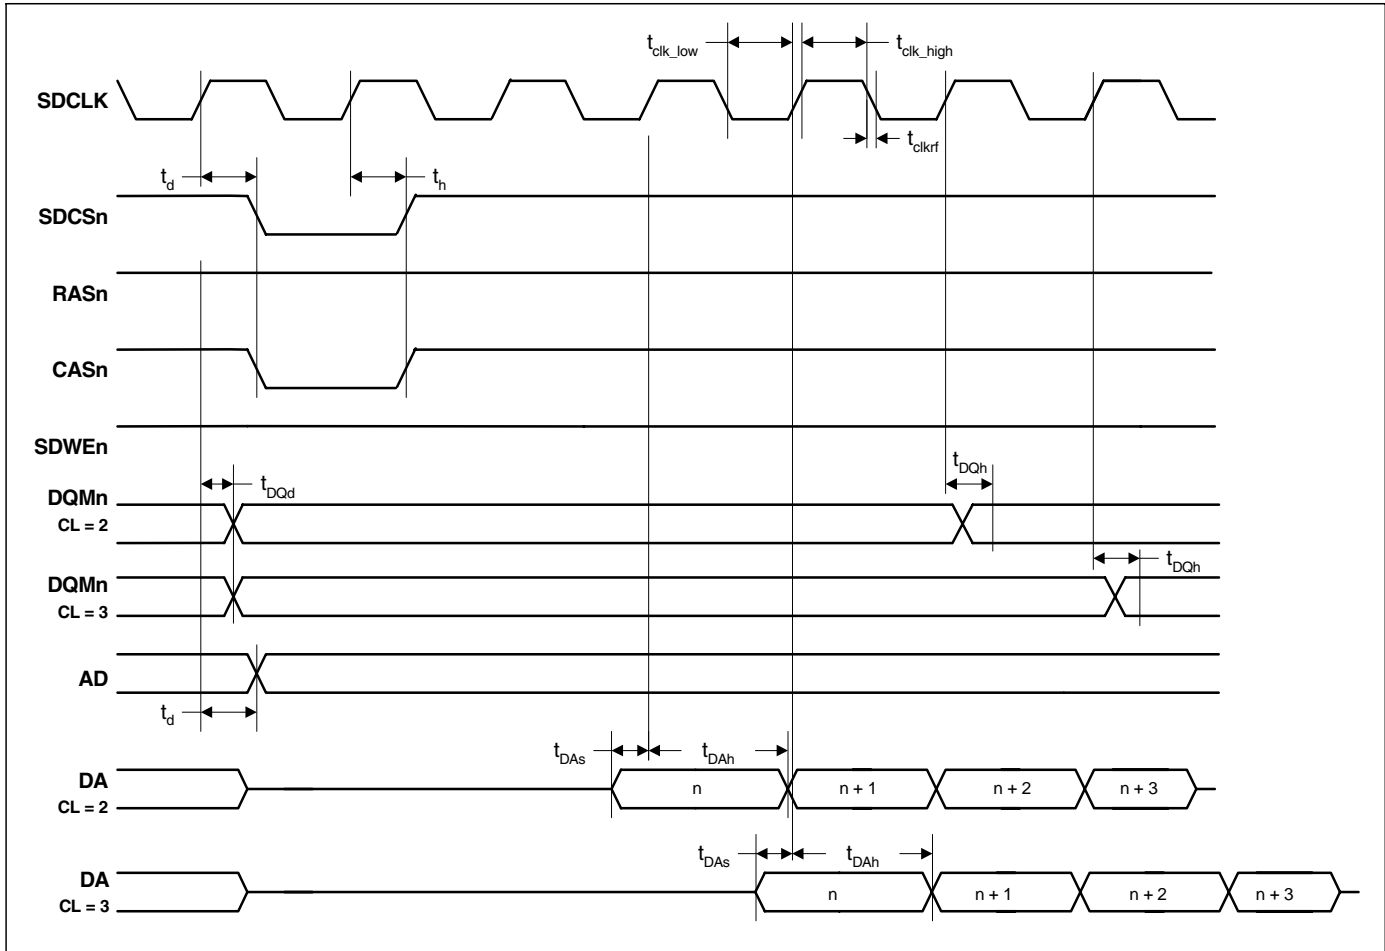 t_clk_low t_clk_high
SDCLK
t_clkrf
t_d t_h
SDCSn
RASn
CASn
SDWEn
t_DQh
t_DQd
DQMn
CL = 2
t_DQh
DQMn
CL = 3
AD
t_d
t_DAs t_DAh
DA
CL = 2
n n + 1 n + 2 n + 3
t_DAs t_DAh
DA
CL = 3
n n + 1 n + 2 n + 3